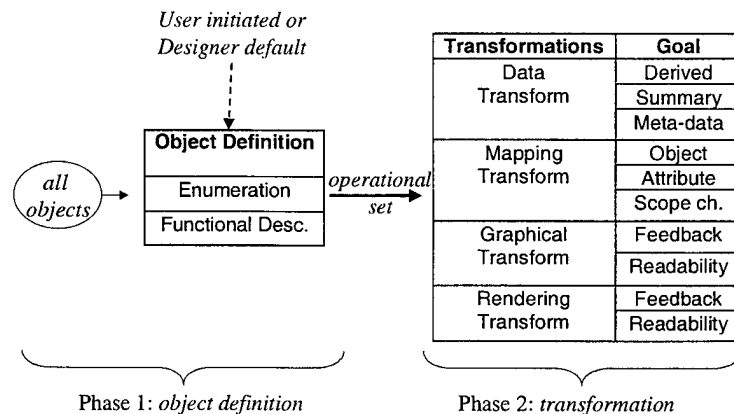 User initiated or
Designer default
all
objects
Object Definition
Enumeration
Functional Desc.
operational
set
Transformations Goal
Data
Transform
Derived
Summary
Meta-data
Mapping
Transform
Object
Attribute
Scope ch.
Graphical
Transform
Feedback
Readability
Rendering
Transform
Feedback
Readability
Phase 1: object definition
Phase 2: transformation